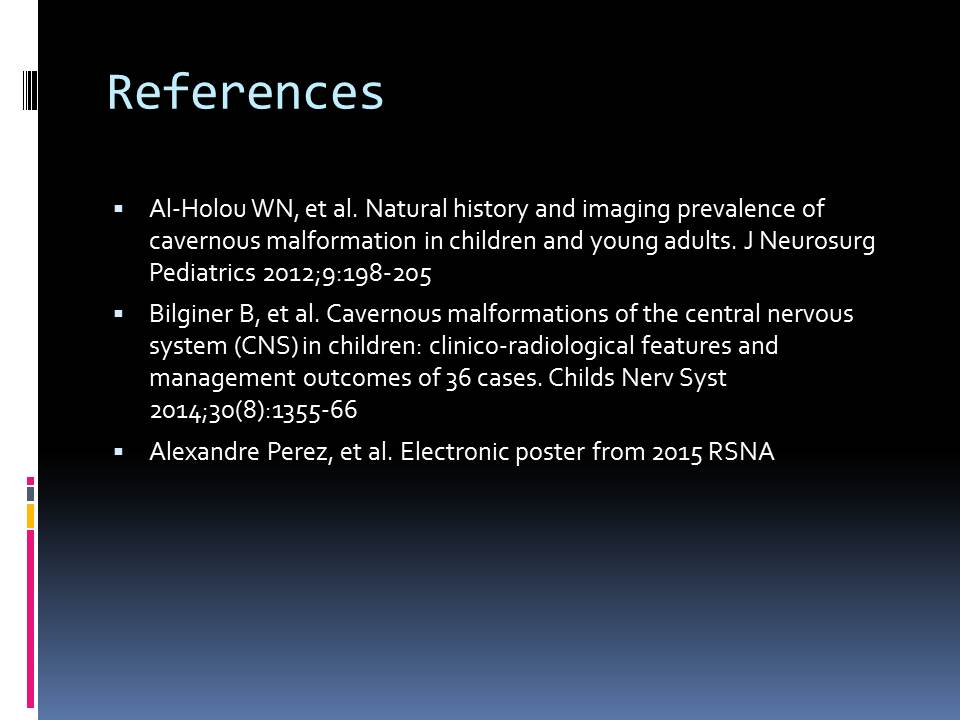 References
▪ Al-Holou WN, et al. Natural history and imaging prevalence of
cavernous malformation in children and young adults. J Neurosurg
Pediatrics 2012;9:198-205
▪ Bilginer B, et al. Cavernous malformations of the central nervous
system (CNS) in children: clinico-radiological features and
management outcomes of 36 cases. Childs Nerv Syst
2014;30(8):1355-66
▪ Alexandre Perez, et al. Electronic poster from 2015 RSNA